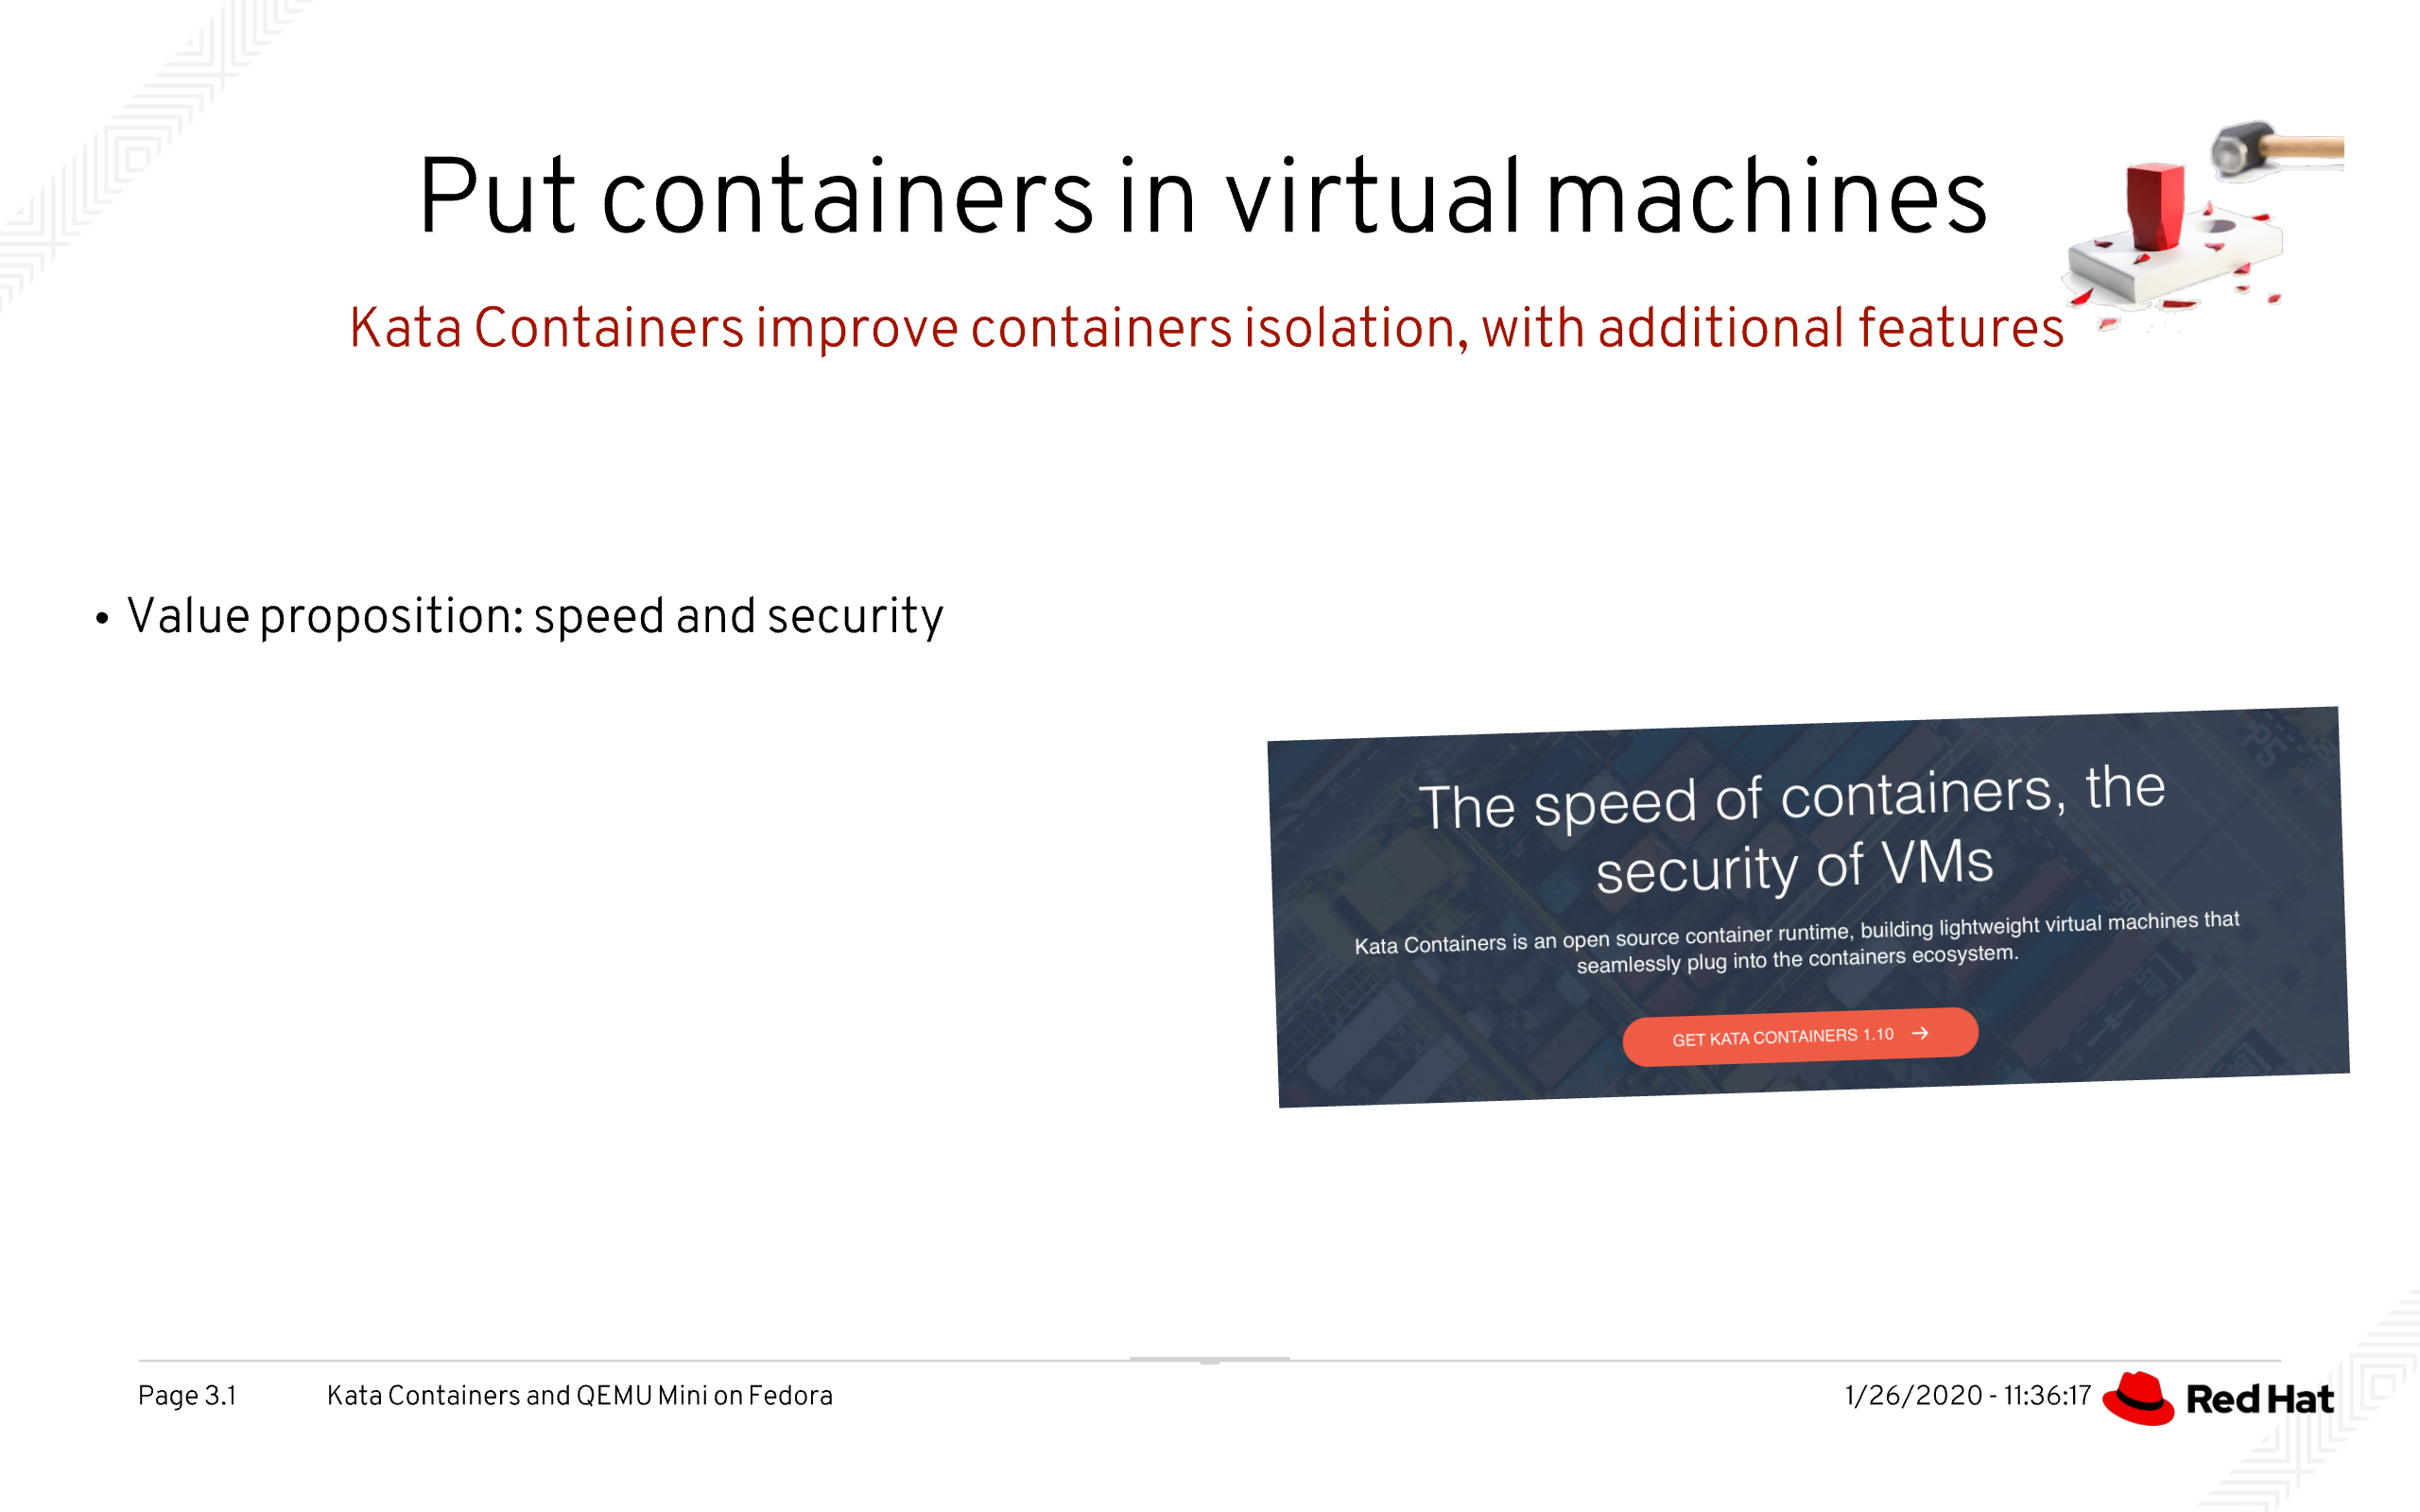 Put containers in virtual machines
Kata Containers improve containers isolation, with additional features
• Value proposition: speed and security
The speed of containers, the
security of VMs
Kata Containers is an open source container runtime, building lightweight virtual machines that
seamlessly plug into the containers ecosystem.
GET KATA CONTAINERS 1.10 →
Page 3.1
Kata Containers and QEMU Mini on Fedora
1/26/2020 - 11:36:17
Red Hat